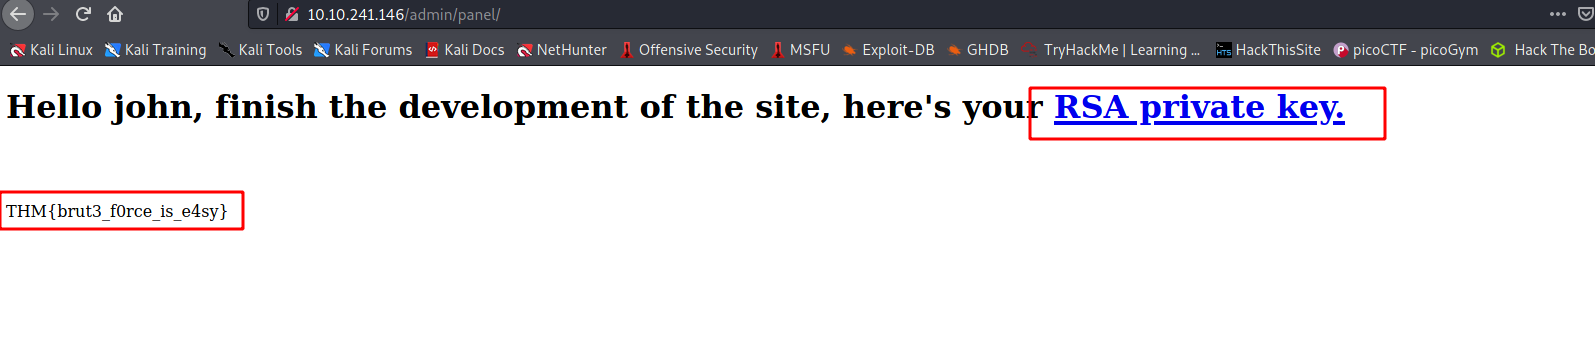 10.10.241.146/admin/panel/
Kali Linux Kali Training Kali Tools Kali Forums Kali Docs NetHunter Offensive Security MSFU Exploit-DB GHDB TryHackMe | Learning ... HackThisSite picoCTF - picoGym Hack The Bo
Hello john, finish the development of the site, here's your RSA private key.
THM{brut3_f0rce_is_e4sy}